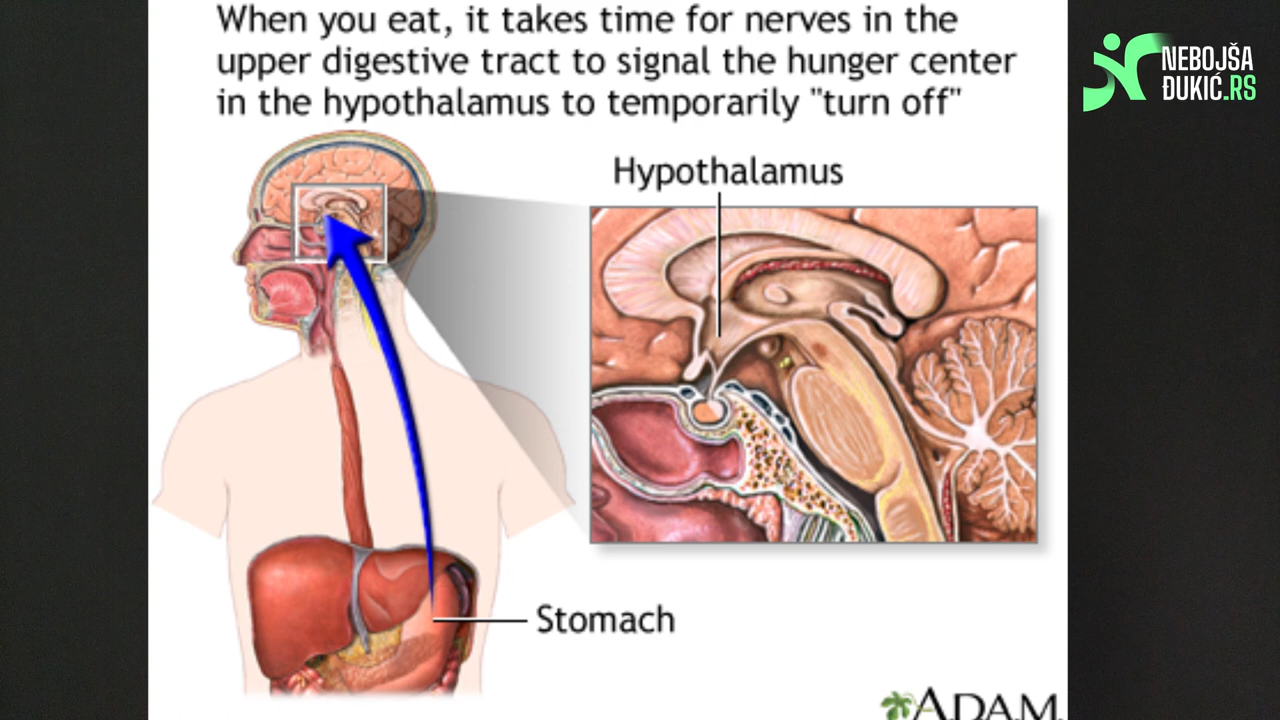 When you eat, it takes time for nerves in the
upper digestive tract to signal the hunger center
in the hypothalamus to temporarily "turn off"
NEBOJŠA
ĐUKIĆ.RS
Hypothalamus
Stomach
A.D.A.M.